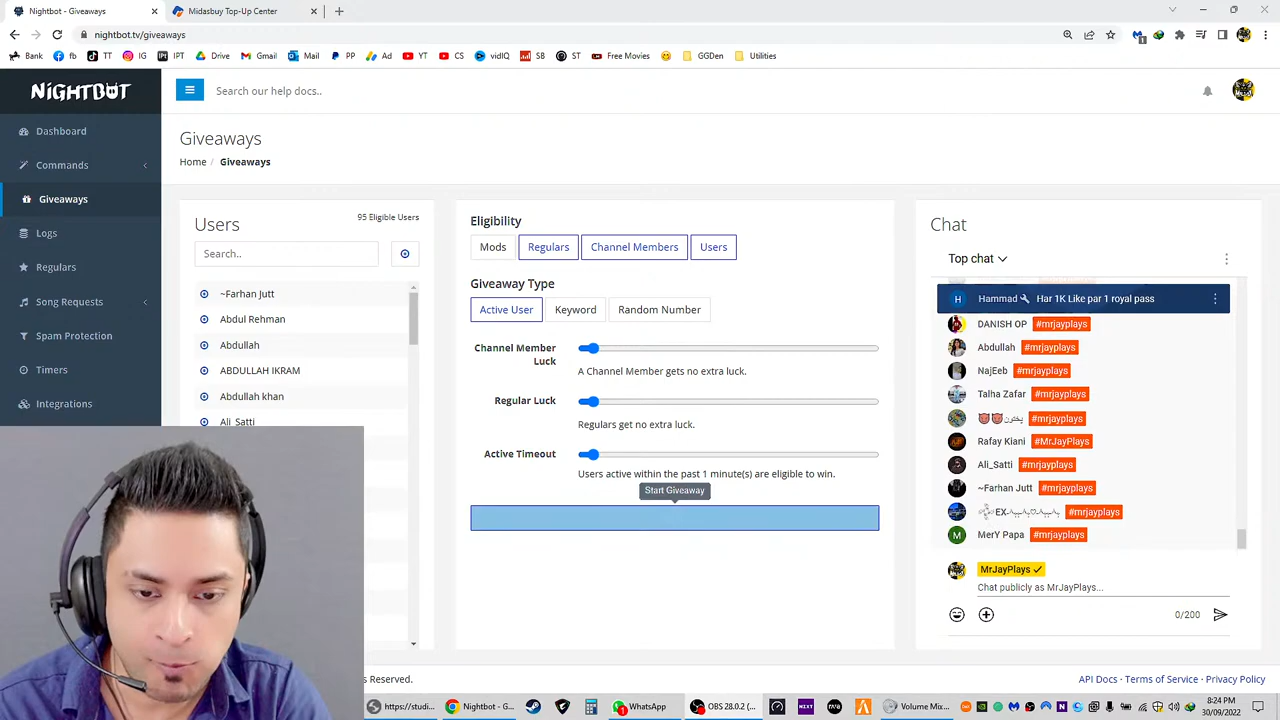 Nightbot - Giveaways
Midasbuy Top-Up Center
nightbot.tv/giveaways
Bank
fb
TT
IG
IPT
Drive
Gmail
Mail
PP
Ad
YT
CS
vidIQ
SB
ST
Free Movies
GGDen
Utilities
NIGHTBOT
Search our help docs..
Dashboard
Commands
Giveaways
Logs
Regulars
Song Requests
Spam Protection
Timers
Integrations
Giveaways
Home / Giveaways
Users
95 Eligible Users
Search..
~Farhan Jutt
Abdul Rehman
Abdullah
ABDULLAH IKRAM
Abdullah khan
Ali_Satti
Eligibility
Mods
Regulars
Channel Members
Users
Giveaway Type
Active User
Keyword
Random Number
Channel Member Luck
A Channel Member gets no extra luck.
Regular Luck
Regulars get no extra luck.
Active Timeout
Users active within the past 1 minute(s) are eligible to win.
Start Giveaway
Chat
Top chat
H Hammad Har 1K Like par 1 royal pass
DANISH OP #mrjayplays
Abdullah #mrjayplays
NajEeb #mrjayplays
Talha Zafar #mrjayplays
پختون #mrjayplays
Rafay Kiani #MrJayPlays
Ali_Satti #mrjayplays
~Farhan Jutt #mrjayplays
#mrjayplays
M MerY Papa #mrjayplays
MrJayPlays
Chat publicly as MrJayPlays...
0/200
s Reserved.
API Docs - Terms of Service - Privacy Policy
https://studi...
Nightbot - G...
WhatsApp
OBS 28.0.2 (...
Volume Mix...
8:24 PM
30/09/2022